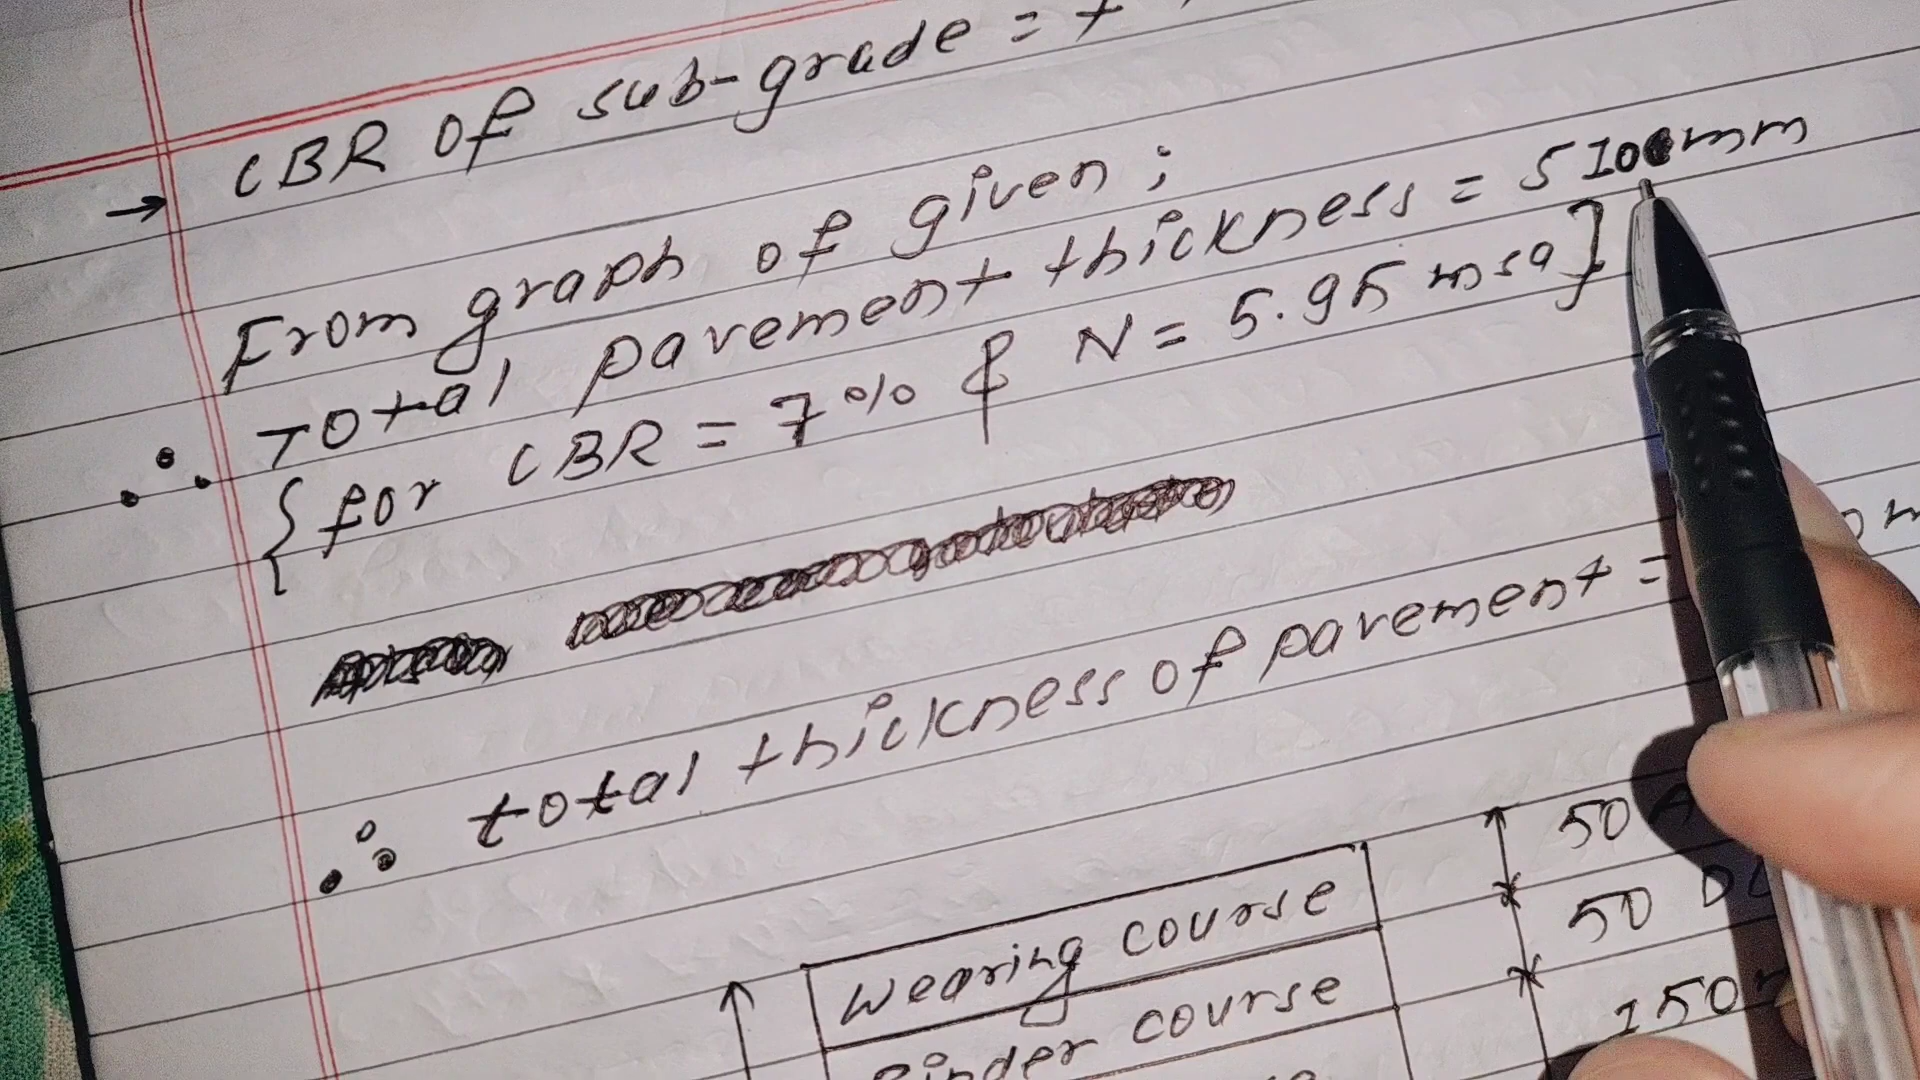 → CBR of sub-grade =
From graph of given ;
∴ Total pavement thickness = 510 mm
{for CBR = 7% & N = 5.95 msa]
∴ total thickness of pavement =
wearing course 50
Binder course 50
150